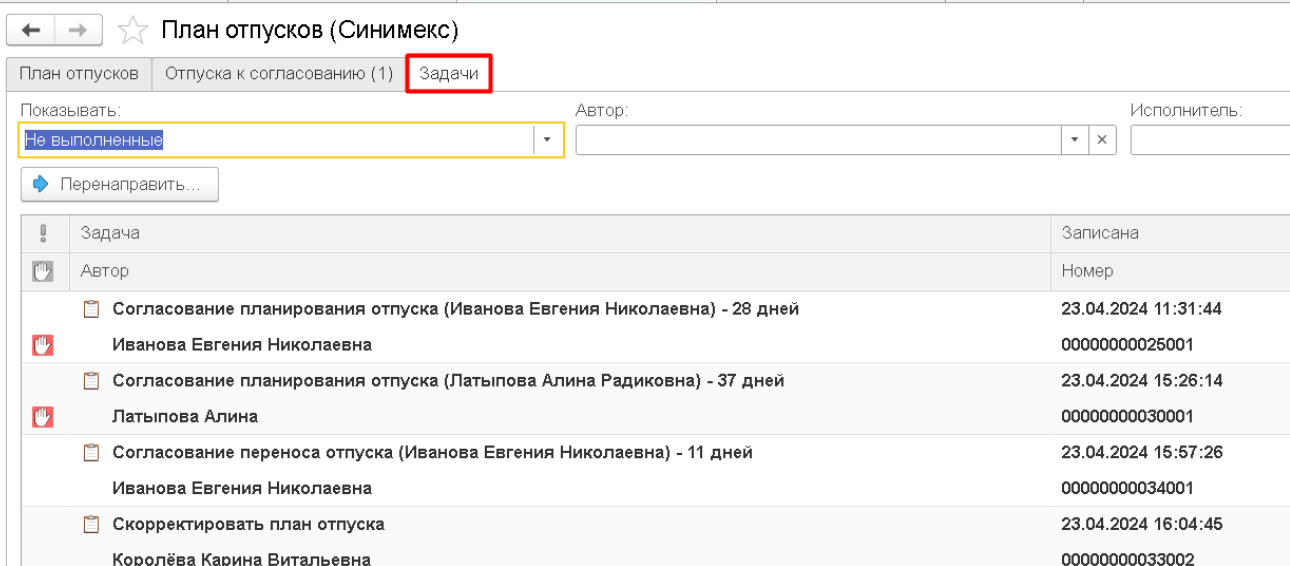 План отпусков (Синимекс)
План отпусков Отпуска к согласованию (1) Задачи
Показывать: Автор: Исполнитель:
Не выполненные
Перенаправить...
Задача Записана
Автор Номер
Согласование планирования отпуска (Иванова Евгения Николаевна) - 28 дней 23.04.2024 11:31:44
Иванова Евгения Николаевна 00000000025001
Согласование планирования отпуска (Латыпова Алина Радиковна) - 37 дней 23.04.2024 15:26:14
Латыпова Алина 00000000030001
Согласование переноса отпуска (Иванова Евгения Николаевна) - 11 дней 23.04.2024 15:57:26
Иванова Евгения Николаевна 00000000034001
Скорректировать план отпуска 23.04.2024 16:04:45
Королёва Карина Витальевна 00000000033002